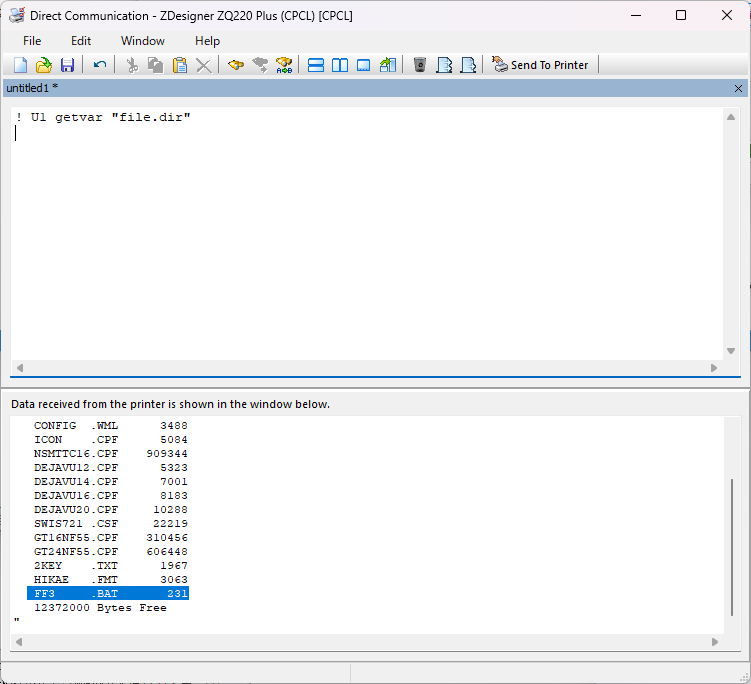 Direct Communication - ZDesigner ZQ220 Plus (CPCL) [CPCL]
File Edit Window Help
Send To Printer
untitled1 *
! U1 getvar "file.dir"
Data received from the printer is shown in the window below.
CONFIG .WML 3488
ICON .CPF 5084
NSMTTC16.CPF 909344
DEJAVU12.CPF 5323
DEJAVU14.CPF 7001
DEJAVU16.CPF 8183
DEJAVU20.CPF 10288
SWIS721 .CSF 22219
GT16NF55.CPF 310456
GT24NF55.CPF 606448
2KEY .TXT 1967
HIKAE .FMT 3063
FF3 .BAT 231
12372000 Bytes Free
"